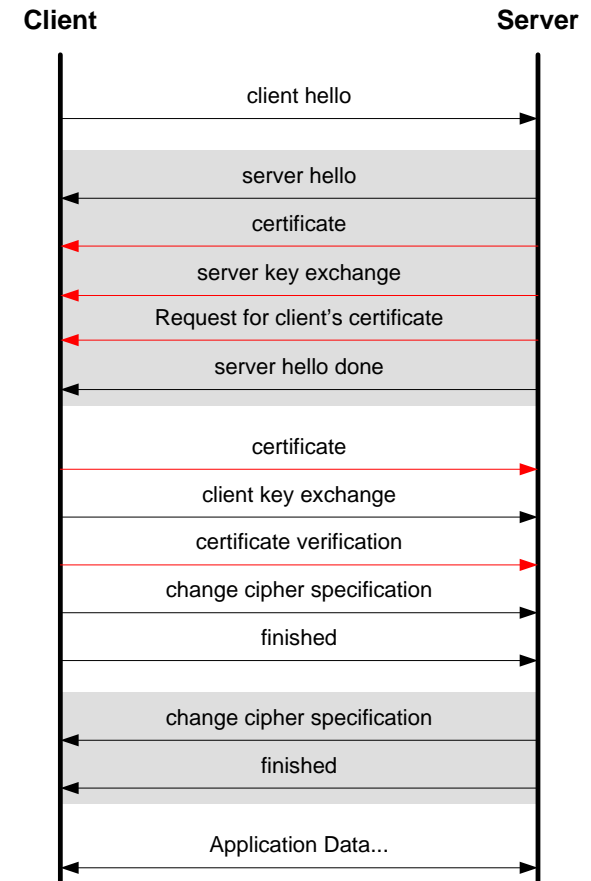 Client Server
client hello
server hello
certificate
server key exchange
Request for client's certificate
server hello done
certificate
client key exchange
certificate verification
change cipher specification
finished
change cipher specification
finished
Application Data...